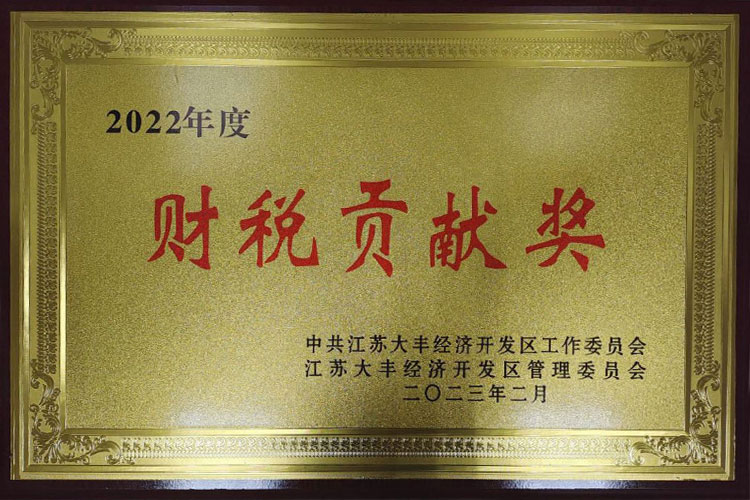 2022年度
财税贡献奖
中共江苏大丰经济开发区工作委员会
江苏大丰经济开发区管理委员会
二〇二三年二月